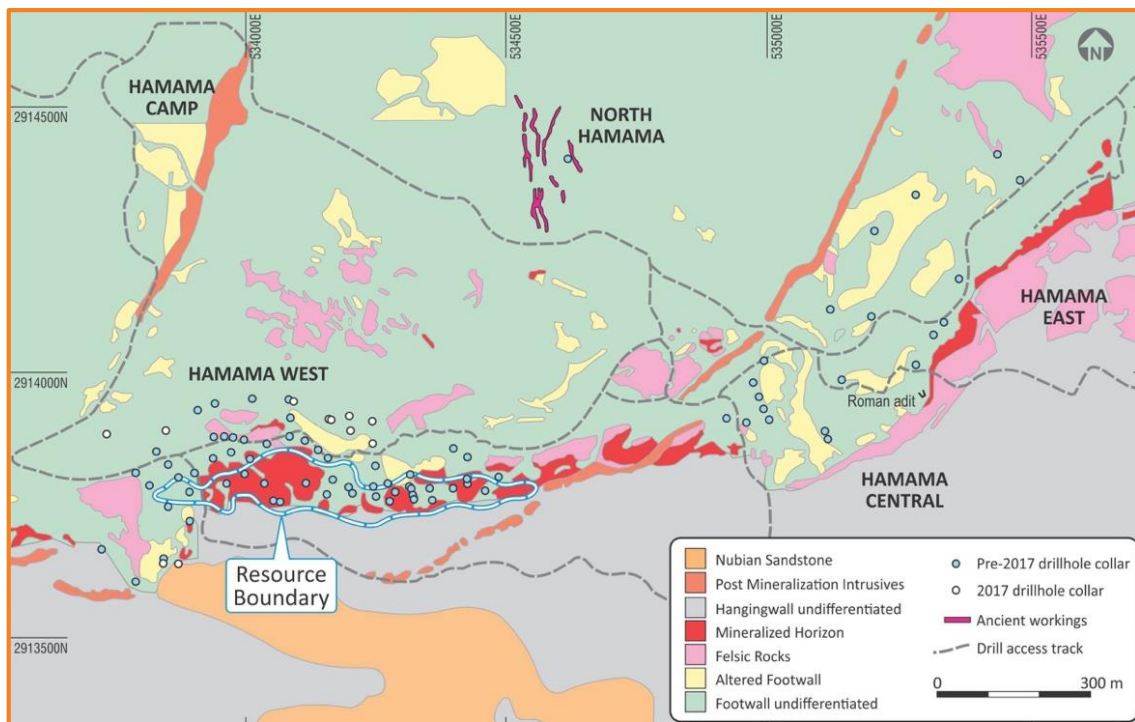 534000E
534500E
535000E
535500E
N
HAMAMA
CAMP
2914500N
NORTH
HAMAMA
HAMAMA
EAST
2914000N
HAMAMA WEST
Roman adit
HAMAMA
CENTRAL
Resource
Boundary
2913500N
Nubian Sandstone
Post Mineralization Intrusives
Hangingwall undifferentiated
Mineralized Horizon
Felsic Rocks
Altered Footwall
Footwall undifferentiated
Pre-2017 drillhole collar
2017 drillhole collar
Ancient workings
Drill access track
0 300 m